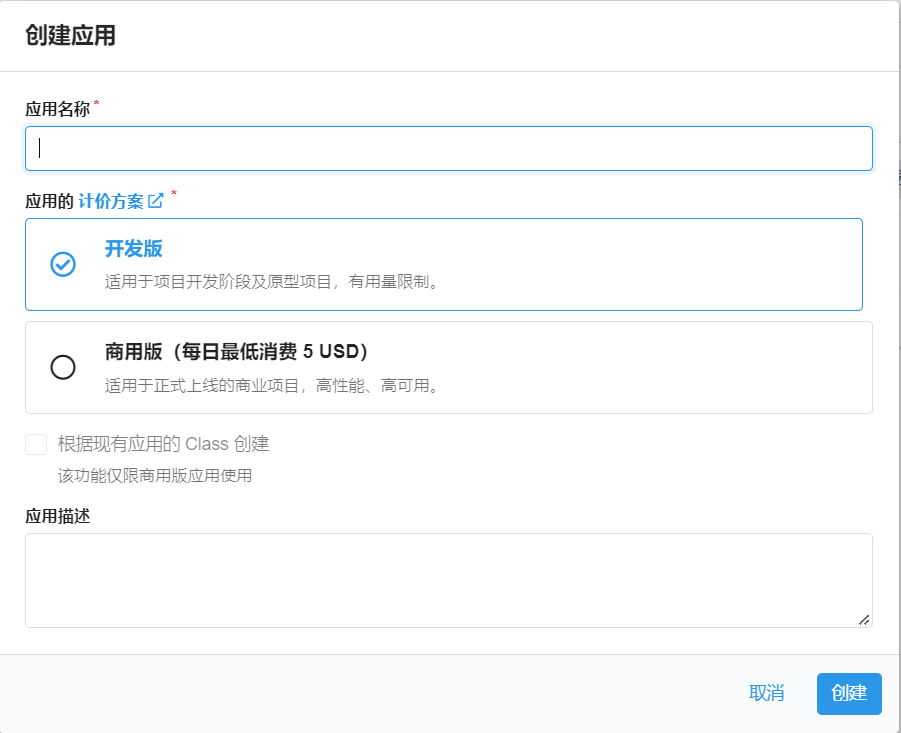 创建应用
应用名称*
应用的 计价方案 *
开发版
适用于项目开发阶段及原型项目，有用量限制。
商用版（每日最低消费 5 USD）
适用于正式上线的商业项目，高性能、高可用。
根据现有应用的 Class 创建
该功能仅限商用版应用使用
应用描述
取消
创建